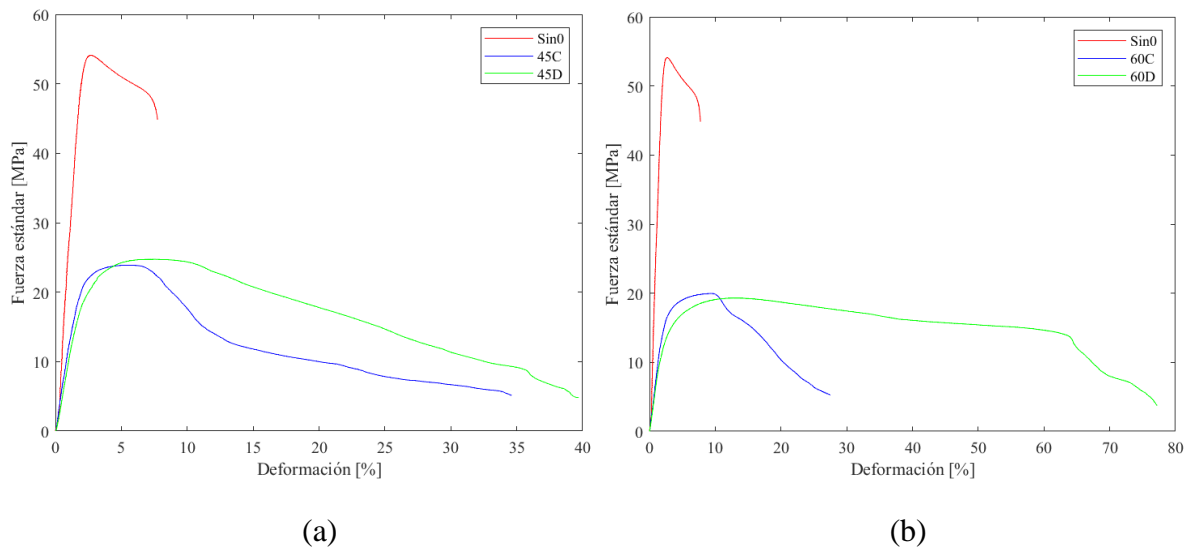 60
50
40
30
20
10
0
Fuerza estándar [MPa]
Sin0
45C
45D
0 5 10 15 20 25 30 35 40
Deformación [%]
(a)
60
50
40
30
20
10
0
Fuerza estándar [MPa]
Sin0
60C
60D
0 10 20 30 40 50 60 70 80
Deformación [%]
(b)